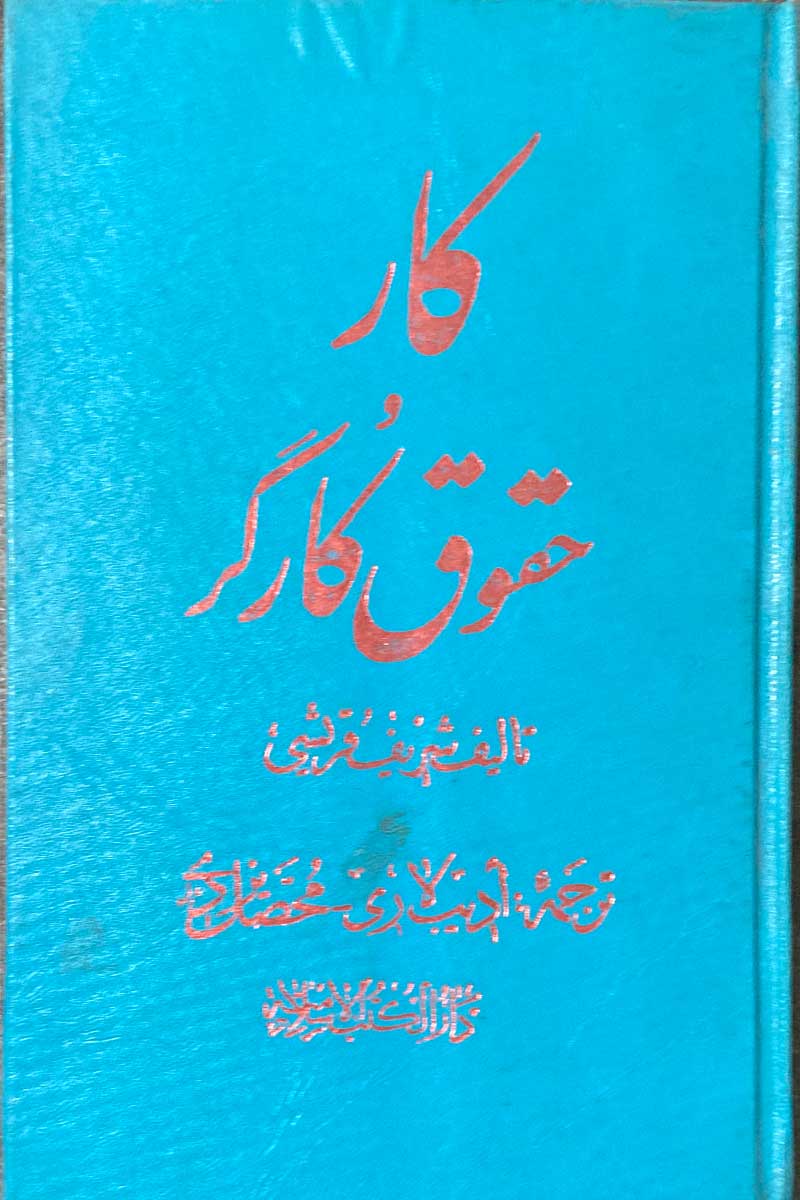 کار
و
حقوق کارگر
تالیف شریف قرشی
ترجمهٔ ادیب لاری محصل یزدی
دارالکتب الاسلامیه